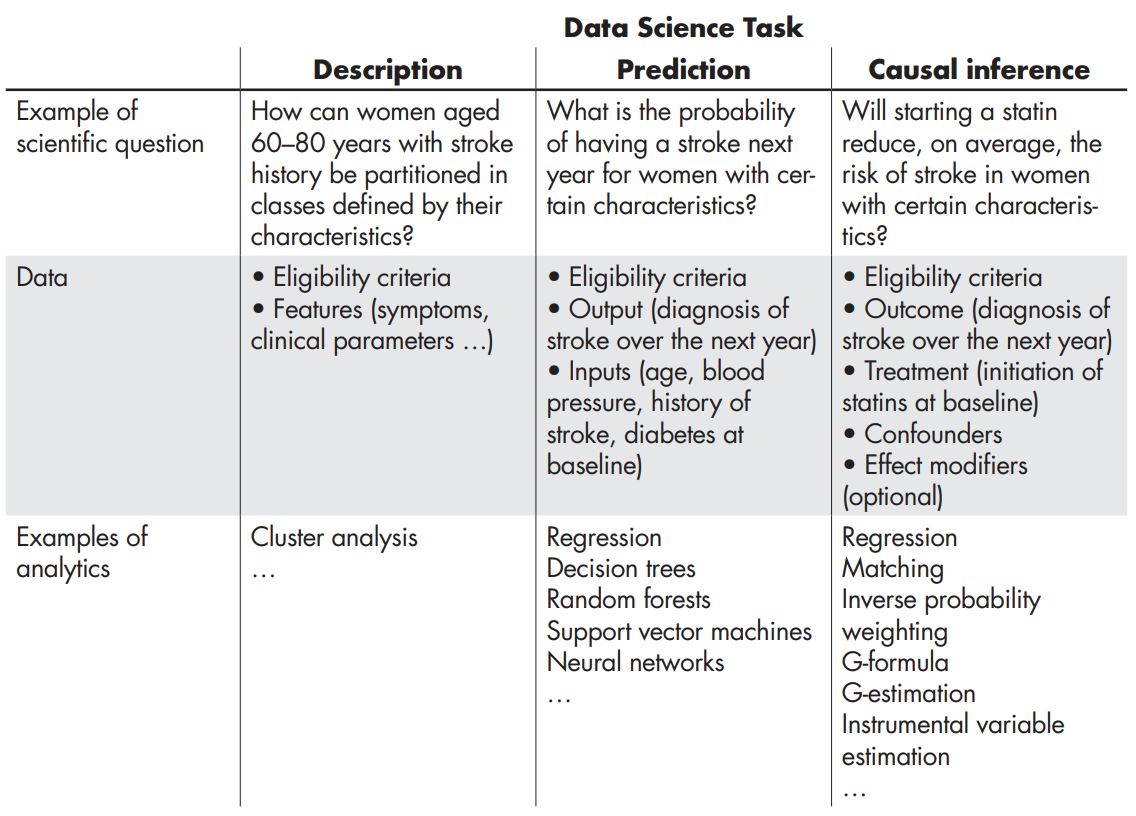 Data Science Task
Description
Prediction
Causal inference
Example of
scientific question
How can women aged
60–80 years with stroke
history be partitioned in
classes defined by their
characteristics?
What is the probability
of having a stroke next
year for women with cer-
tain characteristics?
Will starting a statin
reduce, on average, the
risk of stroke in women
with certain characteris-
tics?
Data
• Eligibility criteria
• Features (symptoms,
clinical parameters …)
• Eligibility criteria
• Output (diagnosis of
stroke over the next year)
• Inputs (age, blood
pressure, history of
stroke, diabetes at
baseline)
• Eligibility criteria
• Outcome (diagnosis of
stroke over the next year)
• Treatment (initiation of
statins at baseline)
• Confounders
• Effect modifiers
(optional)
Examples of
analytics
Cluster analysis
…
Regression
Decision trees
Random forests
Support vector machines
Neural networks
…
Regression
Matching
Inverse probability
weighting
G-formula
G-estimation
Instrumental variable
estimation
…